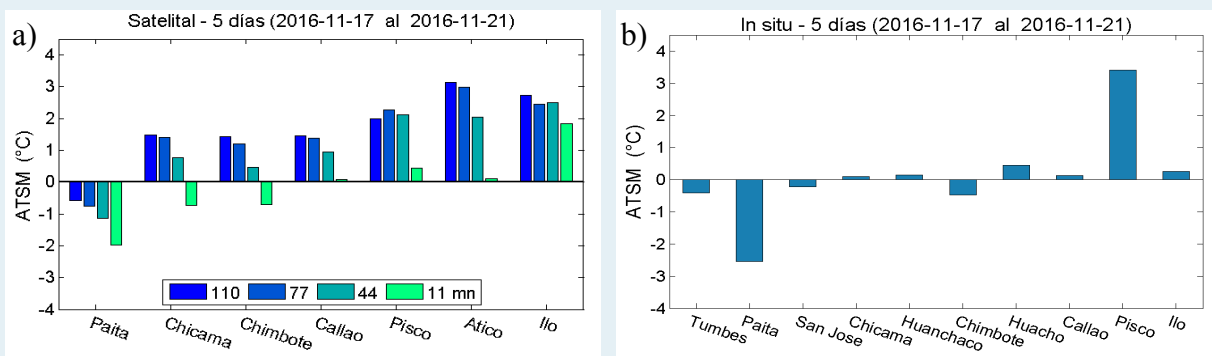 a)
Satelital - 5 días (2016-11-17 al 2016-11-21)
ATSM (°C)
4
3
2
1
0
-1
-2
-3
-4
110 77 44 11 mn
Paita Chicama Chimbote Callao Pisco Atico Ilo
b)
In situ - 5 días (2016-11-17 al 2016-11-21)
ATSM (°C)
4
3
2
1
0
-1
-2
-3
-4
Tumbes Paita San Jose Chicama Huanchaco Chimbote Huacho Callao Pisco Ilo